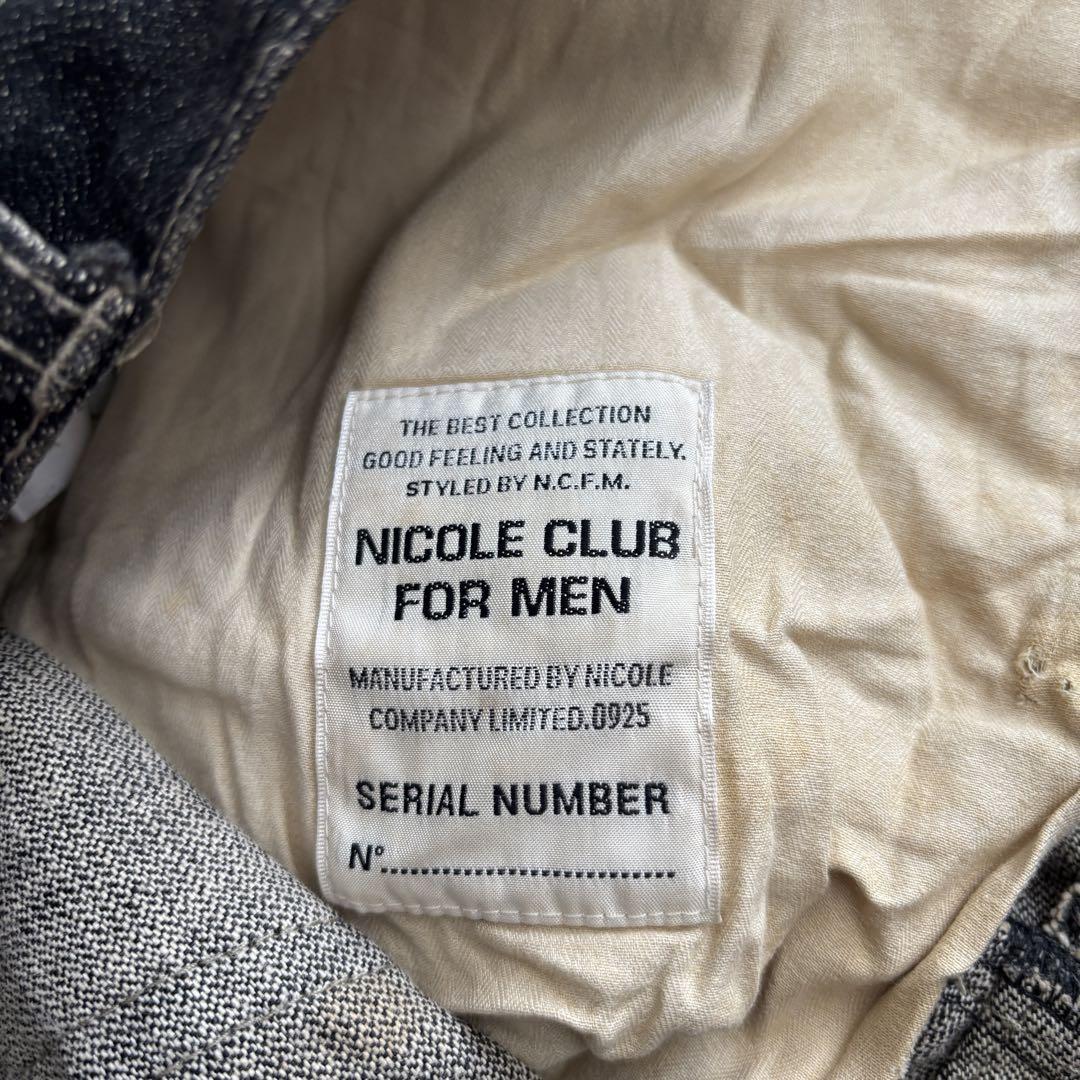 THE BEST COLLECTION
GOOD FEELING AND STATELY.
STYLED BY N.C.F.M.
NICOLE CLUB
FOR MEN
MANUFACTURED BY NICOLE
COMPANY LIMITED.0925
SERIAL NUMBER
Nº..............................